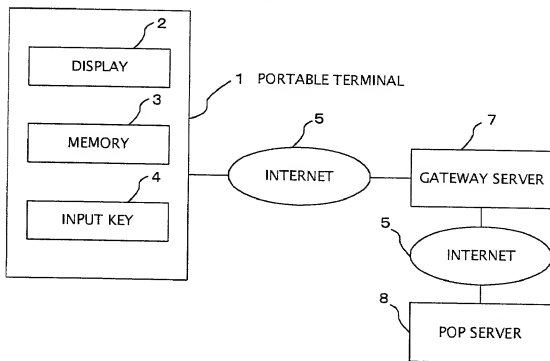 2
DISPLAY
3
MEMORY
4
INPUT KEY
1 PORTABLE TERMINAL
5
INTERNET
7
GATEWAY SERVER
5
INTERNET
8
POP SERVER